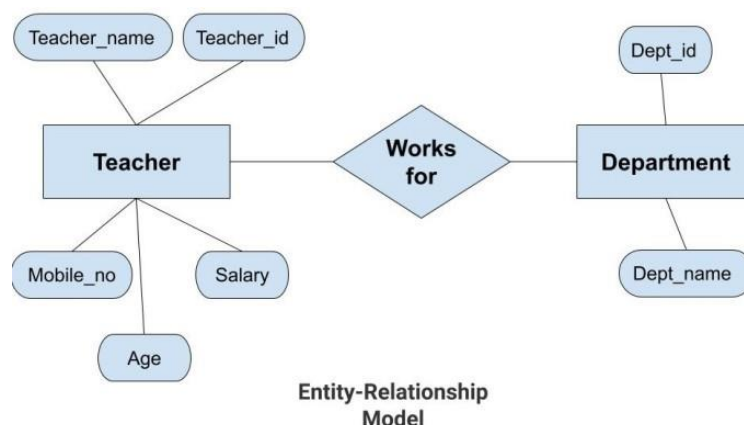 Teacher_name
Teacher_id
Dept_id
Teacher
Works
for
Department
Mobile_no
Salary
Dept_name
Age
Entity-Relationship
Model